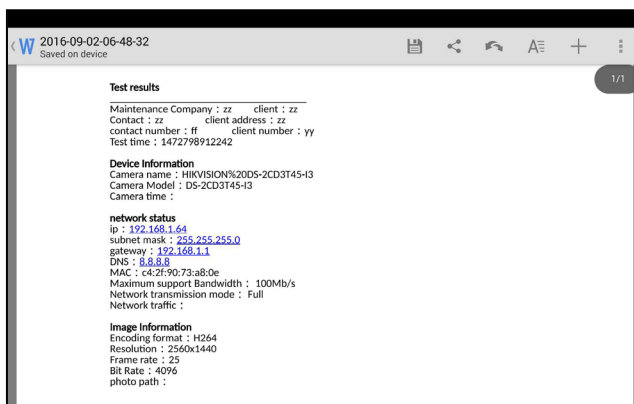 2016-09-02-06-48-32
Saved on device
1/1
Test results
Maintenance Company：zz client：zz
Contact：zz client address：zz
contact number：ff client number：yy
Test time：1472798912242
Device Information
Camera name：HIKVISION%20DS-2CD3T45-I3
Camera Model：DS-2CD3T45-I3
Camera time：
network status
ip：192.168.1.64
subnet mask：255.255.255.0
gateway：192.168.1.1
DNS：8.8.8.8
MAC：c4:2f:90:73:a8:0e
Maximum support Bandwidth：100Mb/s
Network transmission mode：Full
Network traffic：
Image Information
Encoding format：H264
Resolution：2560x1440
Frame rate：25
Bit Rate：4096
photo path：